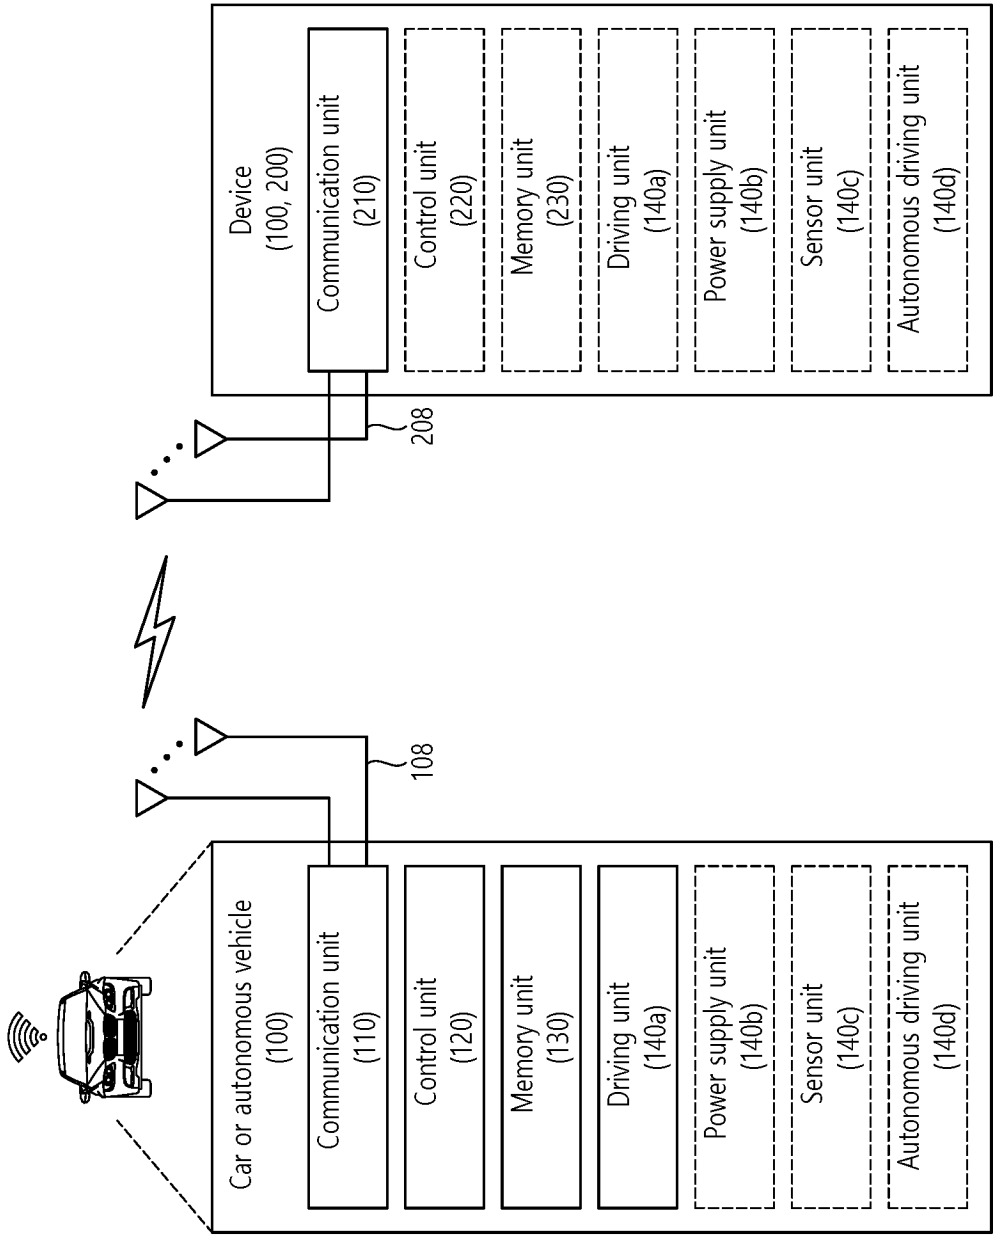 Car or autonomous vehicle
(100)
Communication unit
(110)
Control unit
(120)
Memory unit
(130)
Driving unit
(140a)
Power supply unit
(140b)
Sensor unit
(140c)
Autonomous driving unit
(140d)
108
208
Device
(100, 200)
Communication unit
(210)
Control unit
(220)
Memory unit
(230)
Driving unit
(140a)
Power supply unit
(140b)
Sensor unit
(140c)
Autonomous driving unit
(140d)